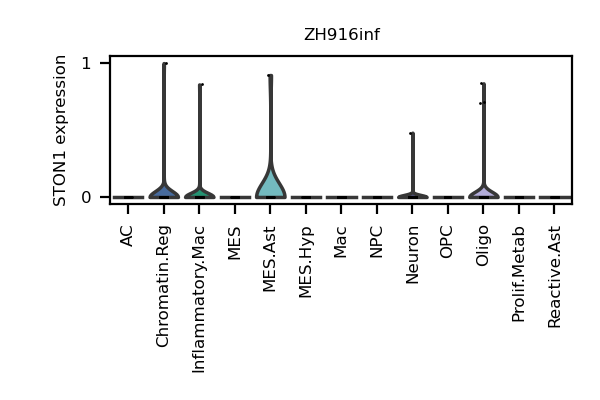 ZH916inf
STON1 expression
1
0
AC
Chromatin.Reg
Inflammatory.Mac
MES
MES.Ast
MES.Hyp
Mac
NPC
Neuron
OPC
Oligo
Prolif.Metab
Reactive.Ast